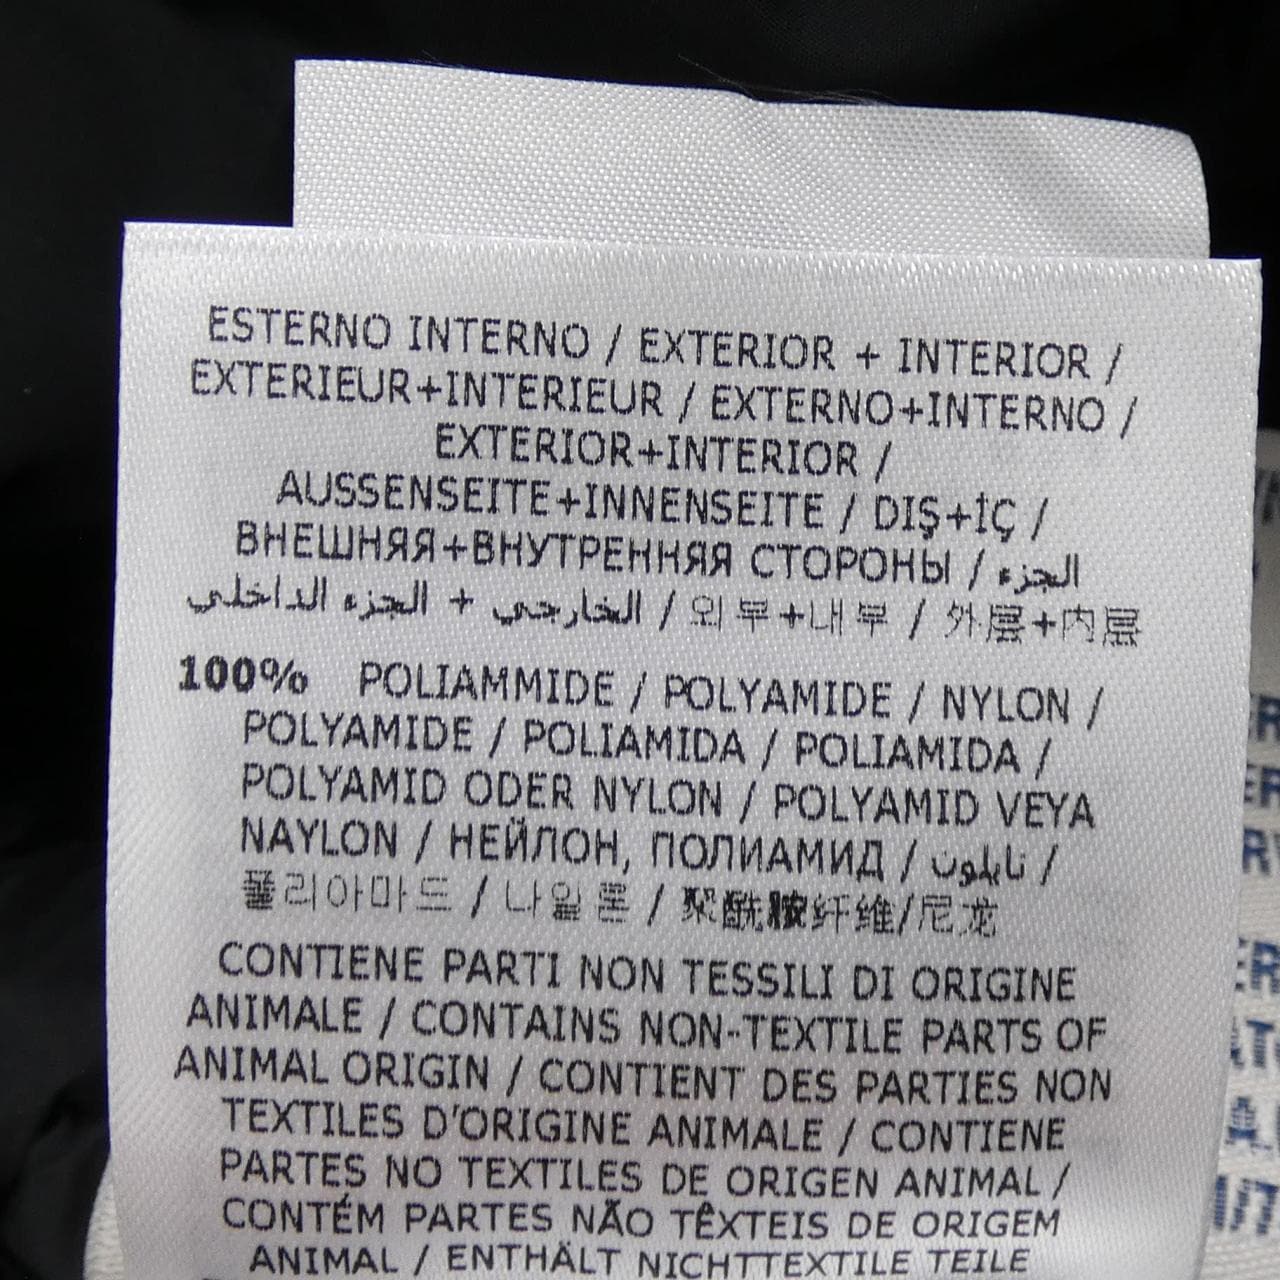 ESTERNO INTERNO / EXTERIOR + INTERIOR /
EXTERIEUR+INTERIEUR / EXTERNO+INTERNO /
EXTERIOR+INTERIOR /
AUSSENSEITE+INNENSEITE / DIŞ+İÇ /
ВНЕШНЯЯ+ВНУТРЕННЯЯ СТОРОНЫ / الجزء
الخارجي + الجزء الداخلي / 외부+내부 / 外层+内层
100% POLIAMMIDE / POLYAMIDE / NYLON /
POLYAMIDE / POLIAMIDA / POLIAMIDA /
POLYAMID ODER NYLON / POLYAMID VEYA
NAYLON / НЕЙЛОН, ПОЛИАМИД / نايلون /
폴리아마드 / 나일론 / 聚酰胺纤维/尼龙
CONTIENE PARTI NON TESSILI DI ORIGINE
ANIMALE / CONTAINS NON-TEXTILE PARTS OF
ANIMAL ORIGIN / CONTIENT DES PARTIES NON
TEXTILES D'ORIGINE ANIMALE / CONTIENE
PARTES NO TEXTILES DE ORIGEN ANIMAL /
CONTÉM PARTES NÃO TÊXTEIS DE ORIGEM
ANIMAL / ENTHÄLT NICHTTEXTILE TEILE